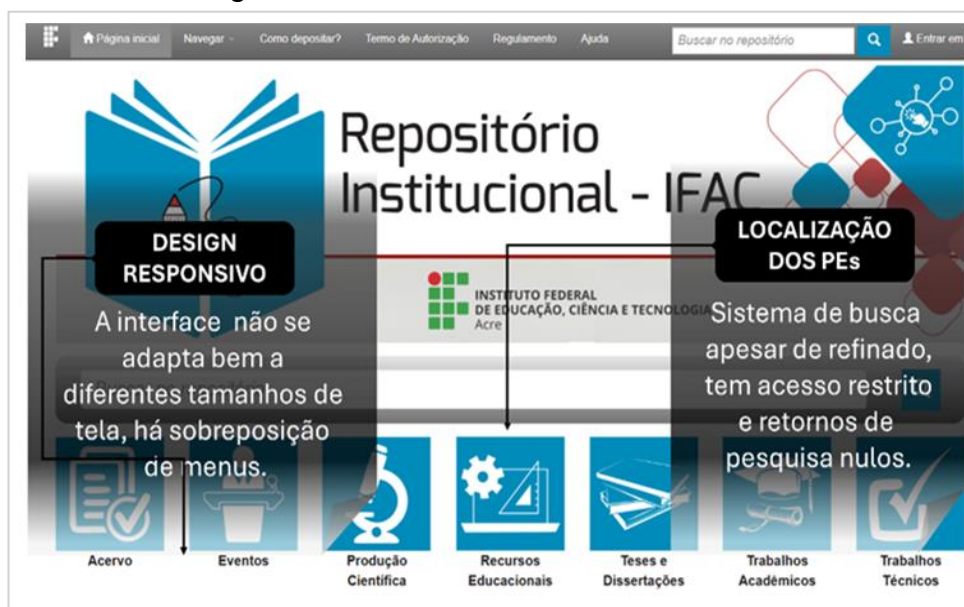 Página inicial
Navegar
Como depositar?
Termo de Autorização
Regulamento
Ajuda
Buscar no repositório
Entrar em
Repositório
Institucional - IFAC
INSTITUTO FEDERAL
DE EDUCAÇÃO, CIÊNCIA E TECNOLOGIA
Acre
DESIGN
RESPONSIVO
A interface não se
adapta bem a
diferentes tamanhos de
tela, há sobreposição
de menus.
LOCALIZAÇÃO
DOS PEs
Sistema de busca
apesar de refinado,
tem acesso restrito
e retornos de
pesquisa nulos.
Acervo
Eventos
Produção
Científica
Recursos
Educacionais
Teses e
Dissertações
Trabalhos
Acadêmicos
Trabalhos
Técnicos